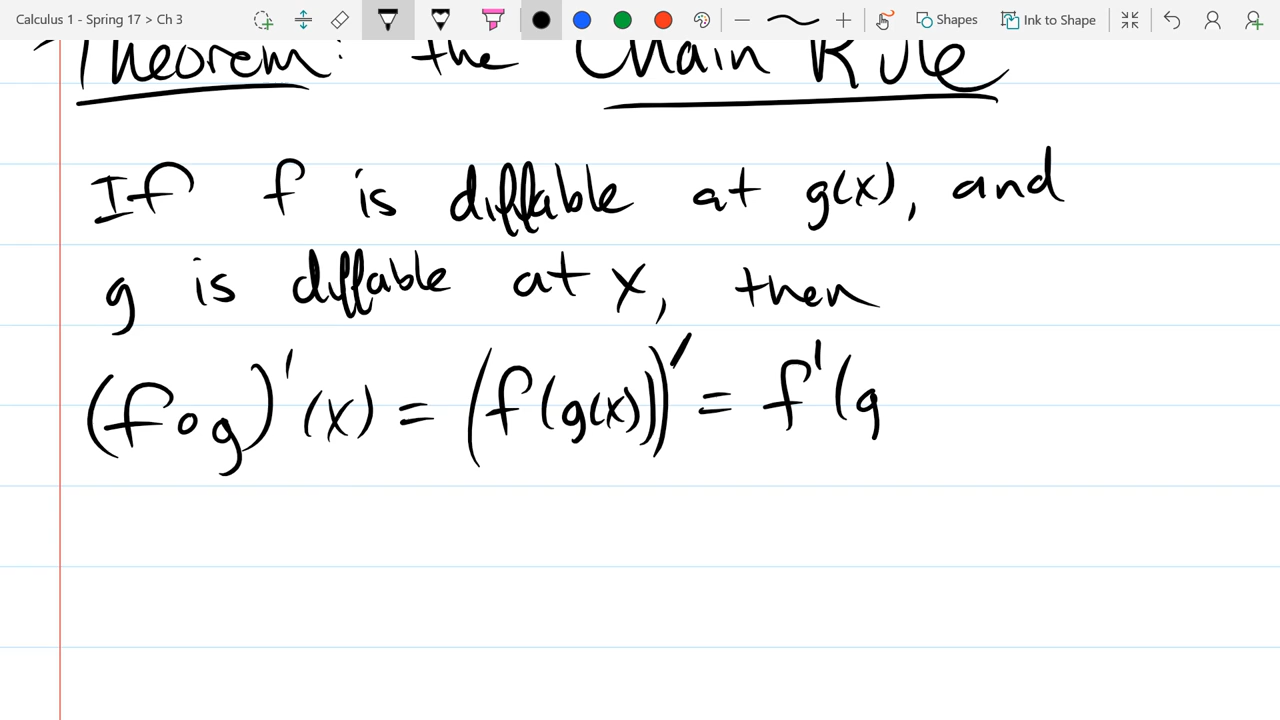 Calculus 1 - Spring 17 > Ch 3
Shapes
Ink to Shape
Theorem: the Chain Rule
If f is diffable at g(x), and
g is diffable at x, then
(f∘g)'(x) = (f(g(x)))' = f'(g